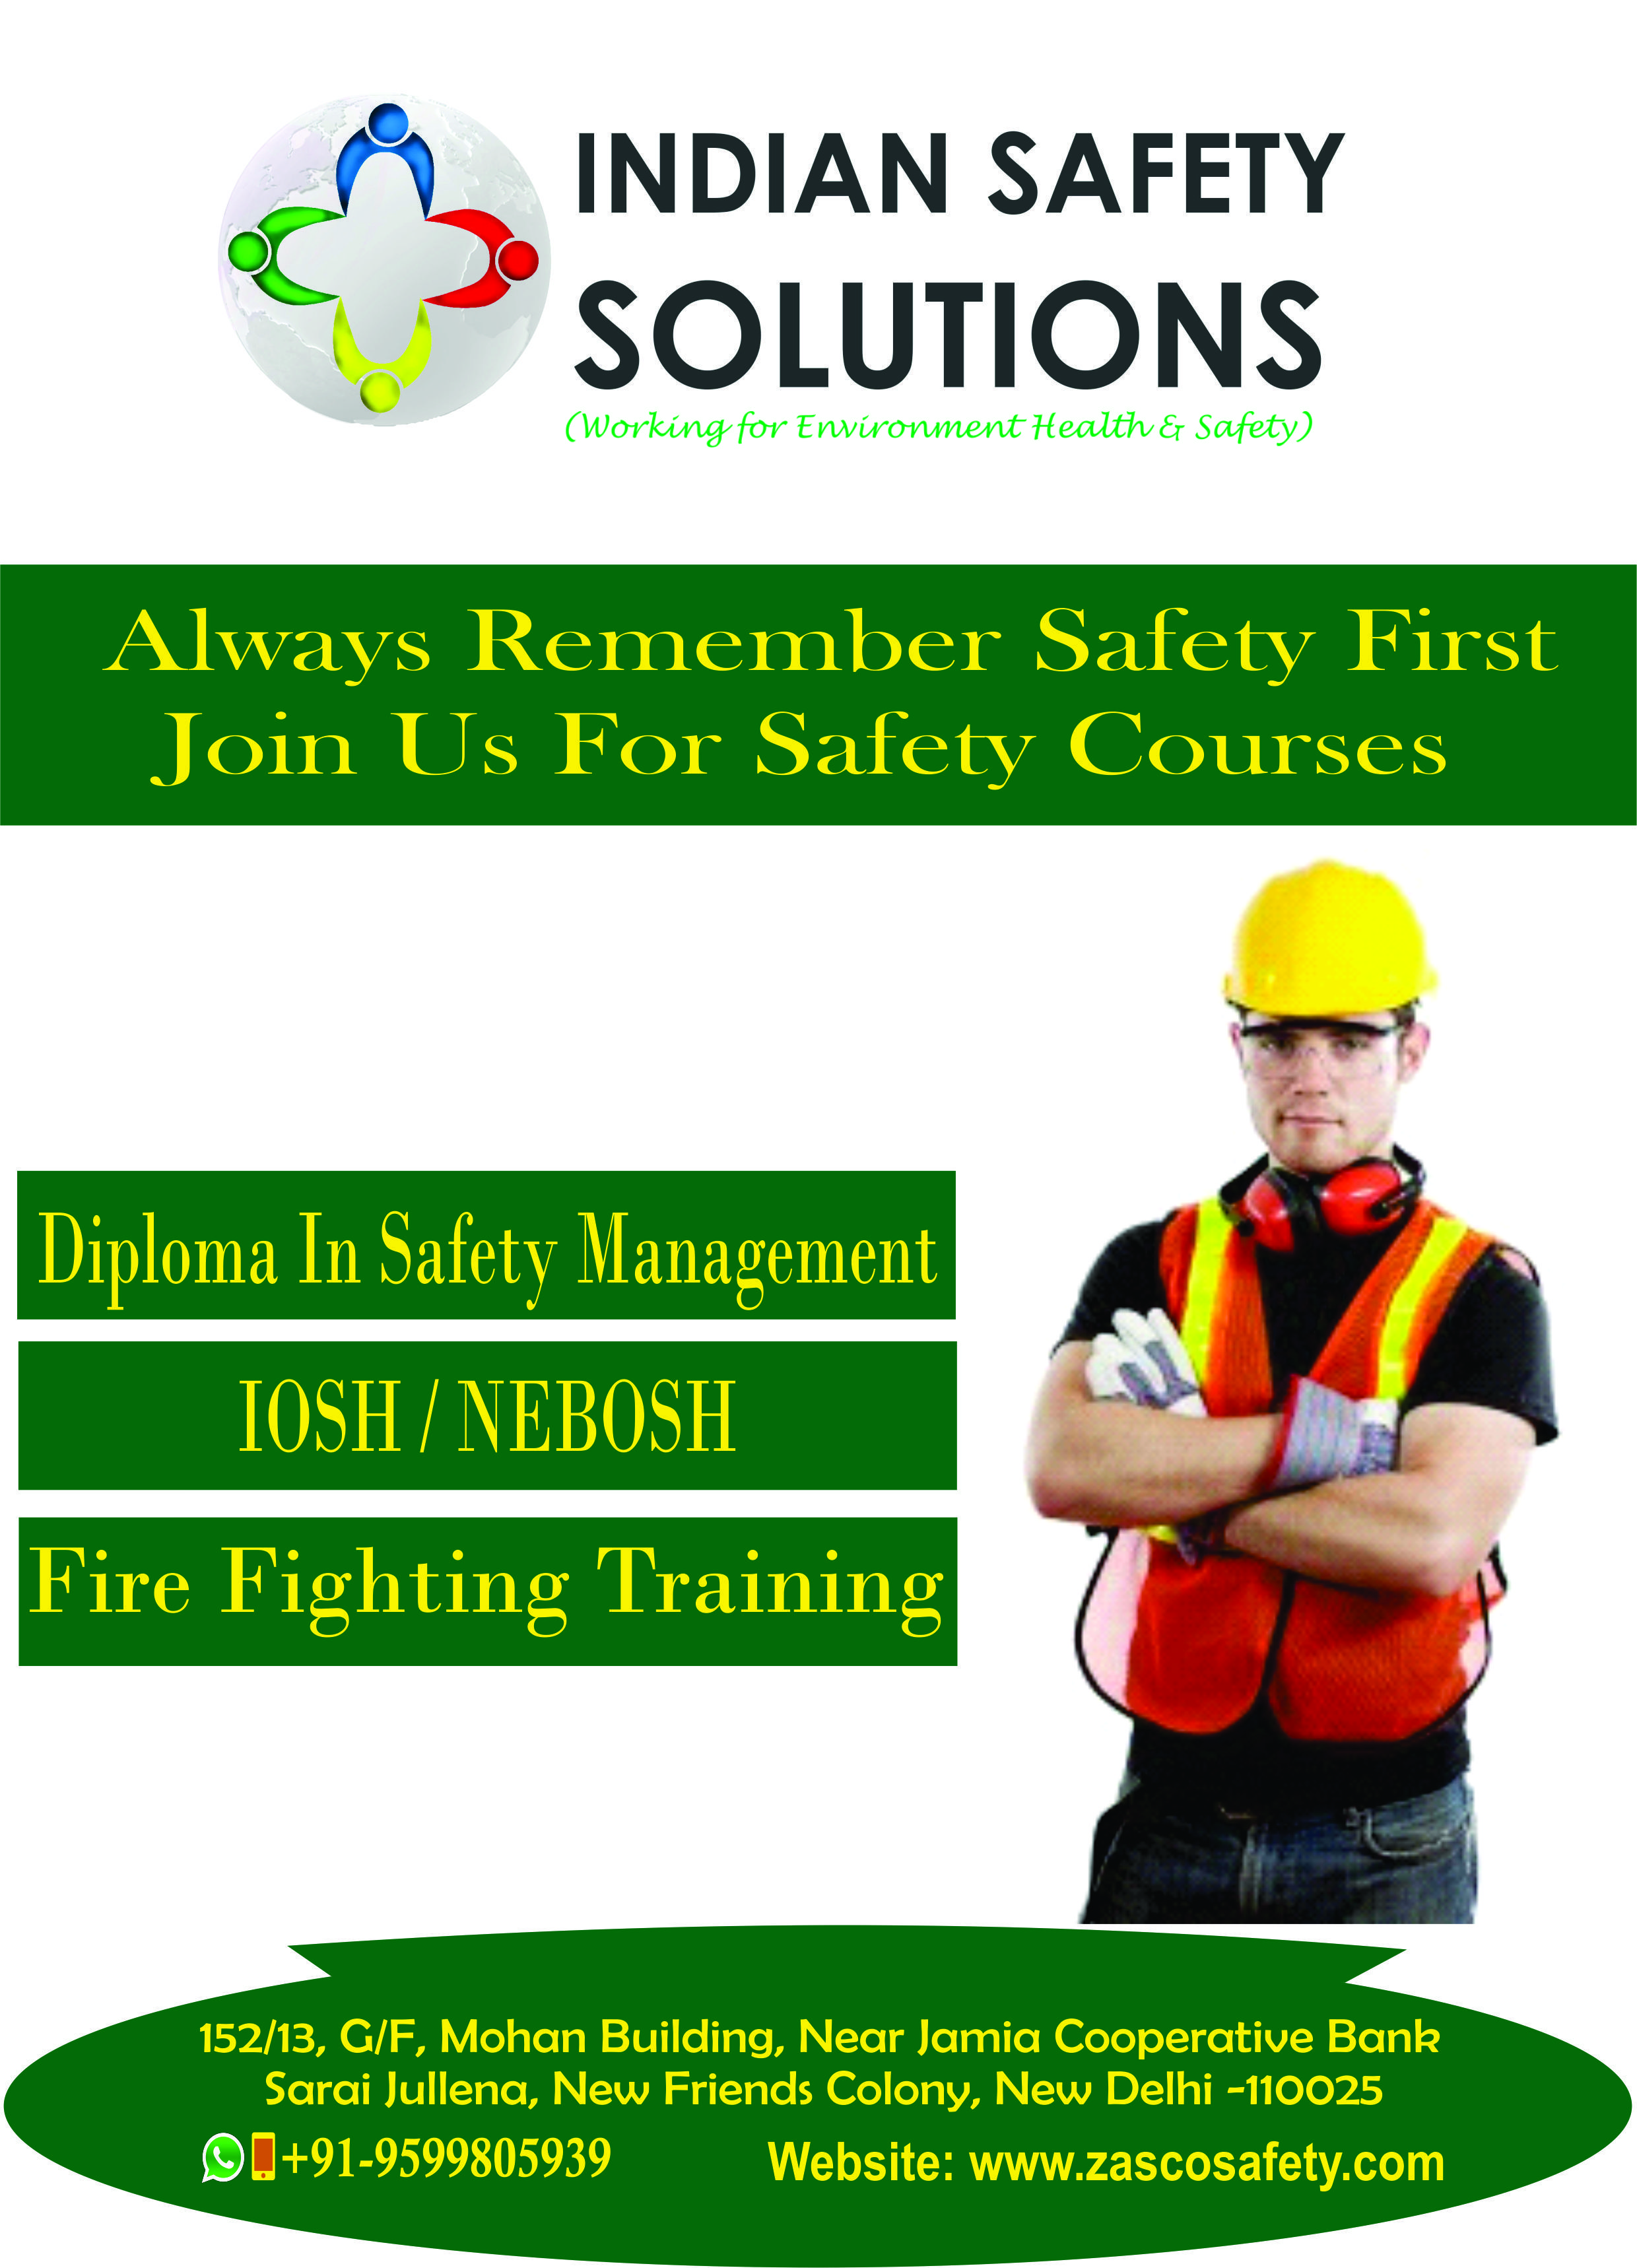 INDIAN SAFETY
SOLUTIONS
(Working for Environment Health & Safety)
Always Remember Safety First
Join Us For Safety Courses
Diploma In Safety Management
IOSH / NEBOSH
Fire Fighting Training
152/13, G/F, Mohan Building, Near Jamia Cooperative Bank
Sarai Jullena, New Friends Colony, New Delhi -110025
+91-9599805939 Website: www.zascosafety.com